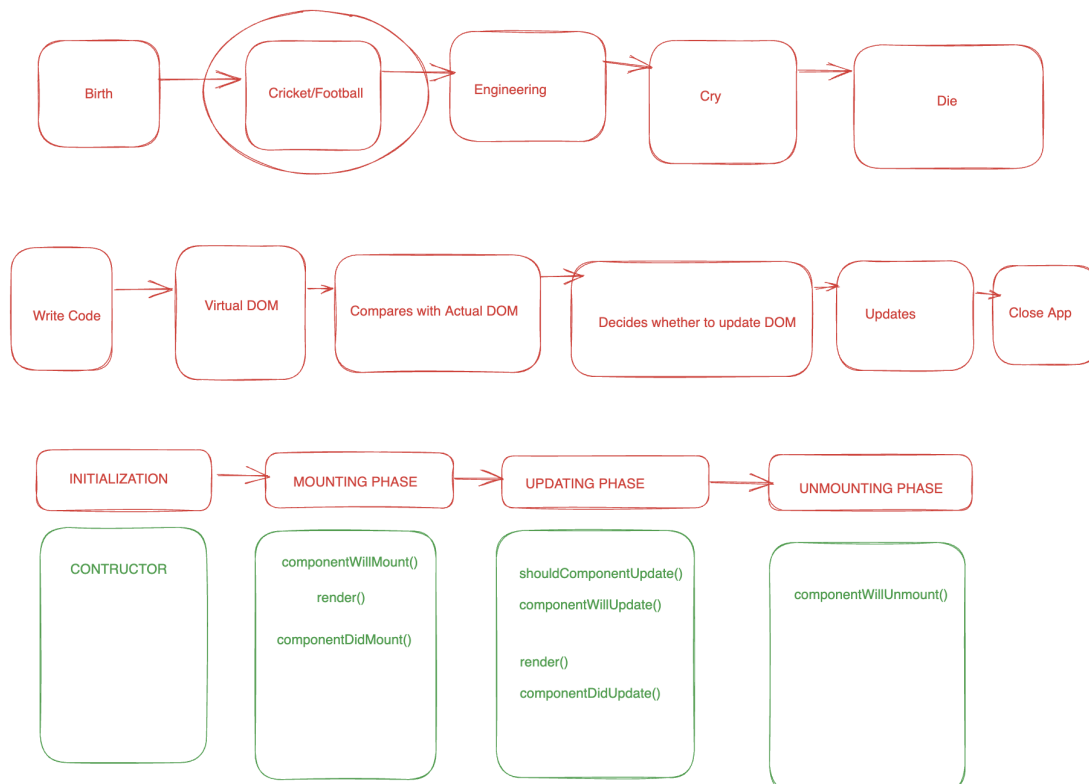 Birth
Cricket/Football
Engineering
Cry
Die
Write Code
Virtual DOM
Compares with Actual DOM
Decides whether to update DOM
Updates
Close App
INITIALIZATION
MOUNTING PHASE
UPDATING PHASE
UNMOUNTING PHASE
CONTRUCTOR
componentWillMount()
render()
componentDidMount()
shouldComponentUpdate()
componentWillUpdate()
render()
componentDidUpdate()
componentWillUnmount()